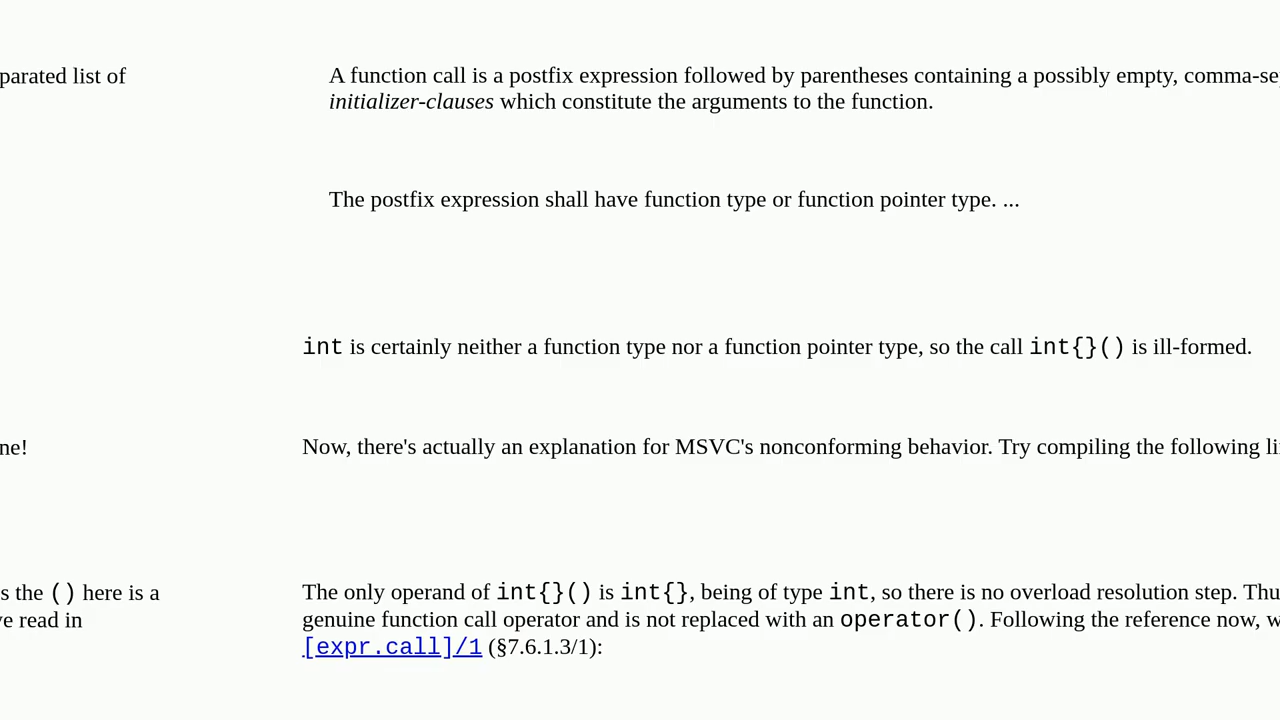 parated list of
ne!
s the () here is a
ve read in
A function call is a postfix expression followed by parentheses containing a possibly empty, comma-se
initializer-clauses which constitute the arguments to the function.
The postfix expression shall have function type or function pointer type. ...
int is certainly neither a function type nor a function pointer type, so the call int{}() is ill-formed.
Now, there's actually an explanation for MSVC's nonconforming behavior. Try compiling the following li
The only operand of int{}() is int{}, being of type int, so there is no overload resolution step. Thu
genuine function call operator and is not replaced with an operator(). Following the reference now, w
[expr.call]/1 (§7.6.1.3/1):